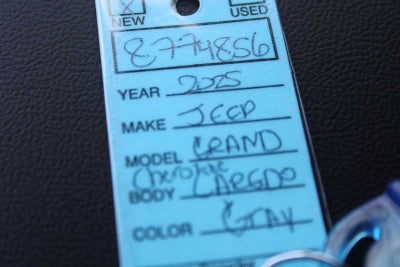 X
NEW USED
8774856
YEAR 2025
MAKE JEEP
MODEL GRAND
Cherokee
BODY LAREDO
COLOR GRAY